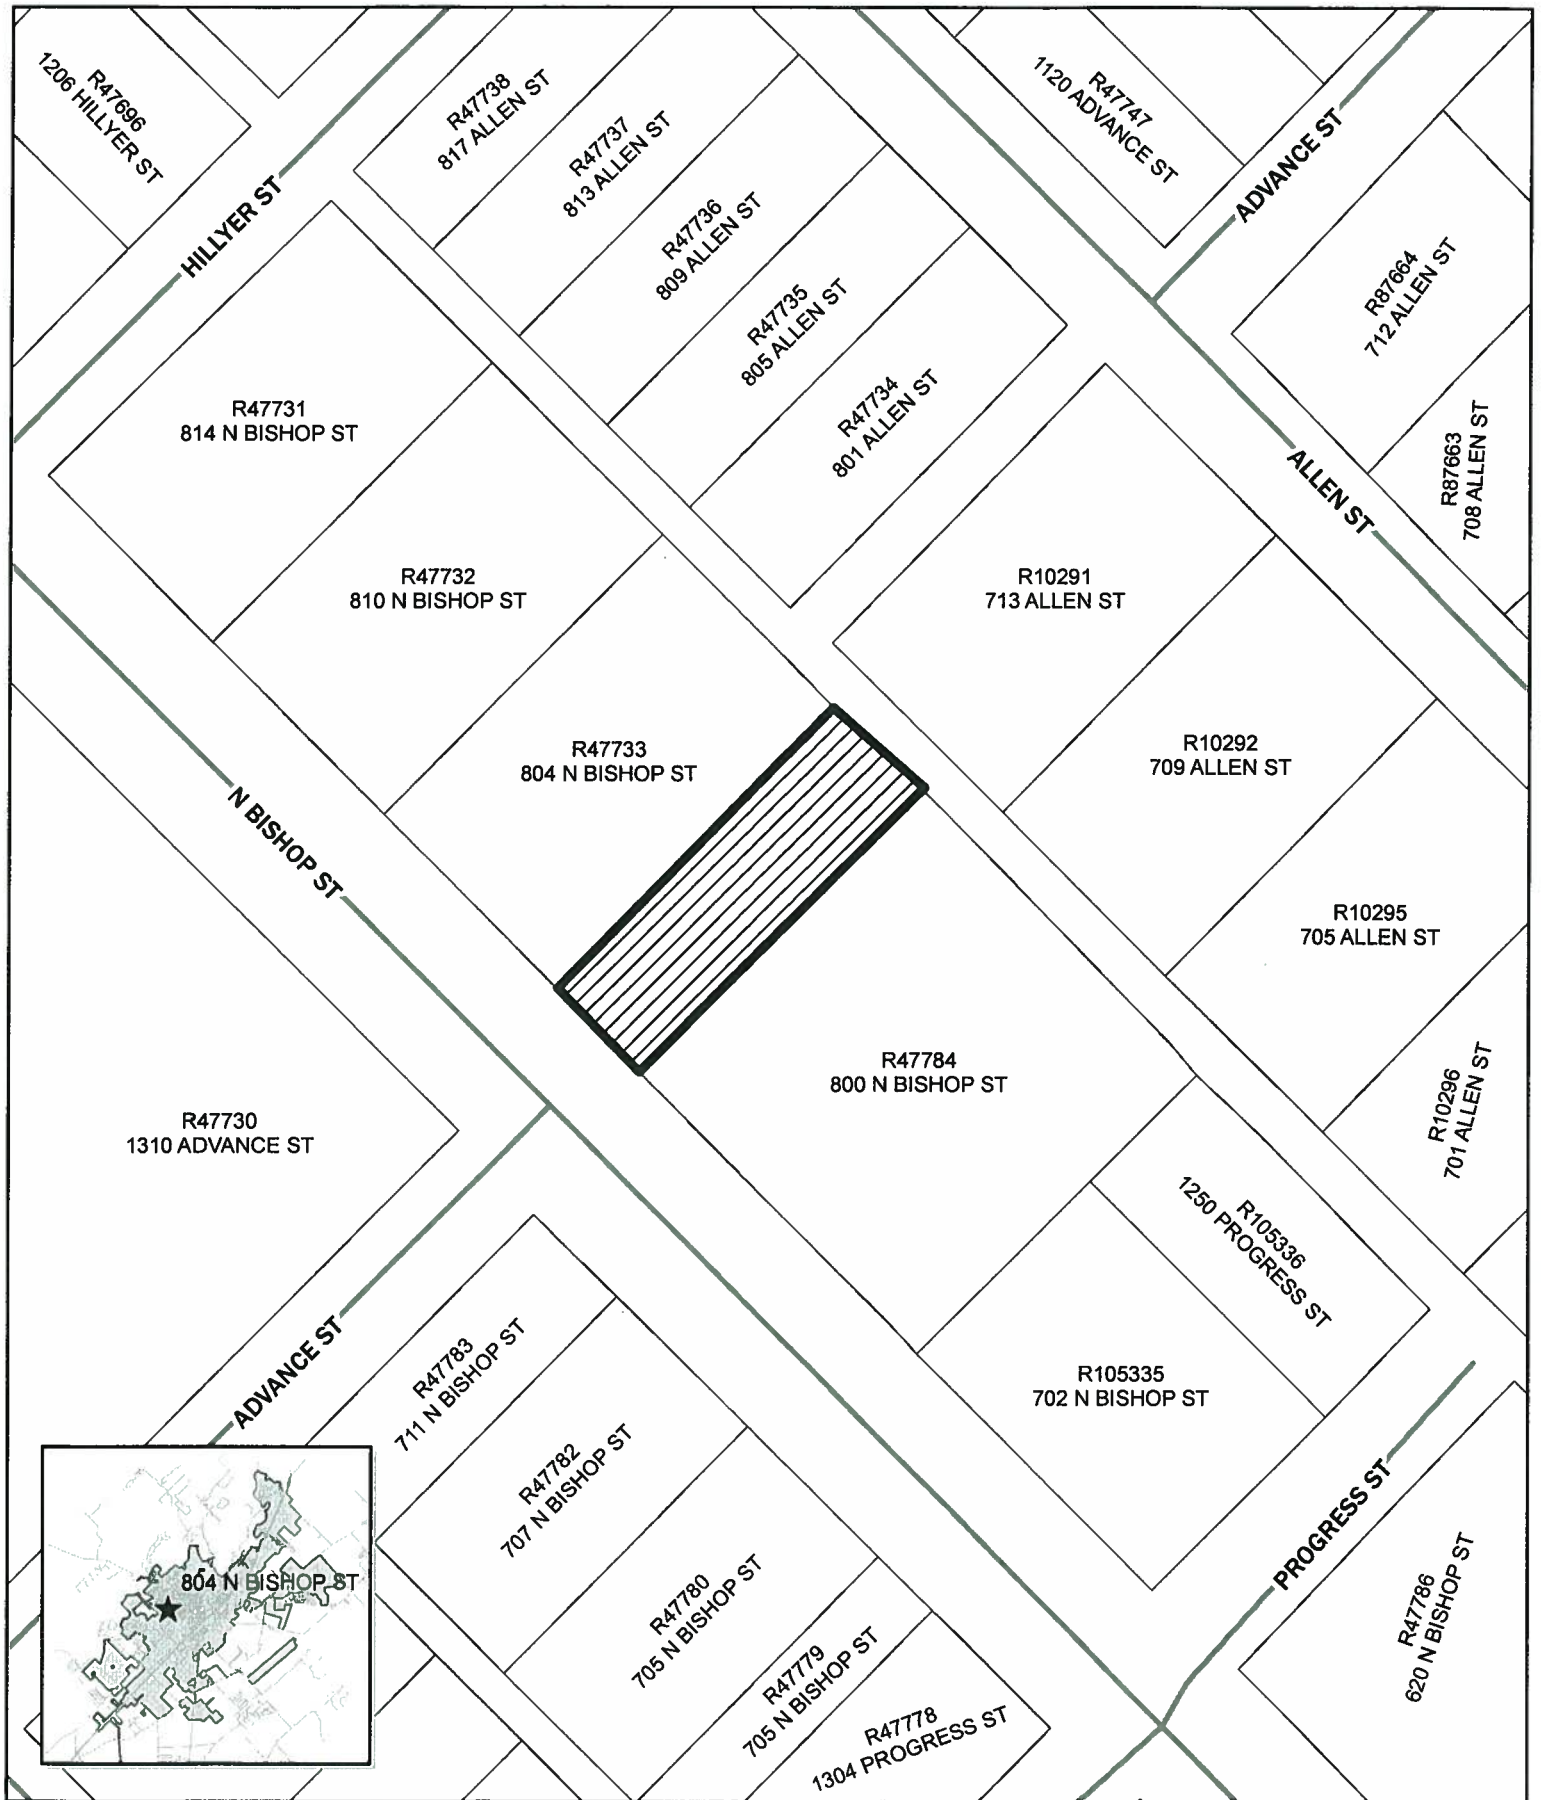 R47696
1206 HILLYER ST
HILLYER ST
R47738
817 ALLEN ST
R47737
813 ALLEN ST
R47736
809 ALLEN ST
R47735
805 ALLEN ST
R47734
801 ALLEN ST
R47747
1120 ADVANCE ST
ADVANCE ST
R87664
712 ALLEN ST
R87663
708 ALLEN ST
ALLEN ST
R47731
814 N BISHOP ST
R47732
810 N BISHOP ST
R10291
713 ALLEN ST
R47733
804 N BISHOP ST
R10292
709 ALLEN ST
N BISHOP ST
R10295
705 ALLEN ST
R47784
800 N BISHOP ST
R10296
701 ALLEN ST
R47730
1310 ADVANCE ST
R105336
1250 PROGRESS ST
ADVANCE ST
R47783
711 N BISHOP ST
R105335
702 N BISHOP ST
R47782
707 N BISHOP ST
PROGRESS ST
804 N BISHOP ST
R47780
705 N BISHOP ST
R47786
620 N BISHOP ST
R47779
705 N BISHOP ST
R47778
1304 PROGRESS ST